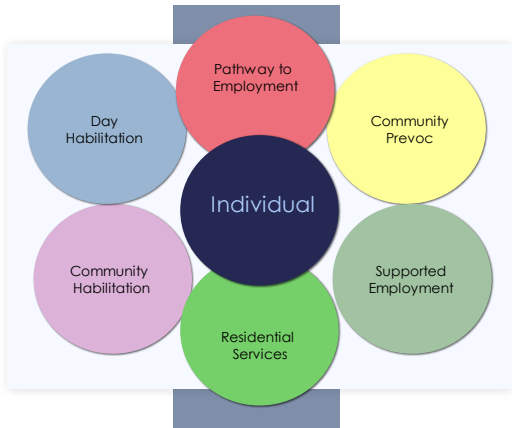 Pathway to
Employment
Day
Habilitation
Community
Prevoc
Individual
Community
Habilitation
Supported
Employment
Residential
Services